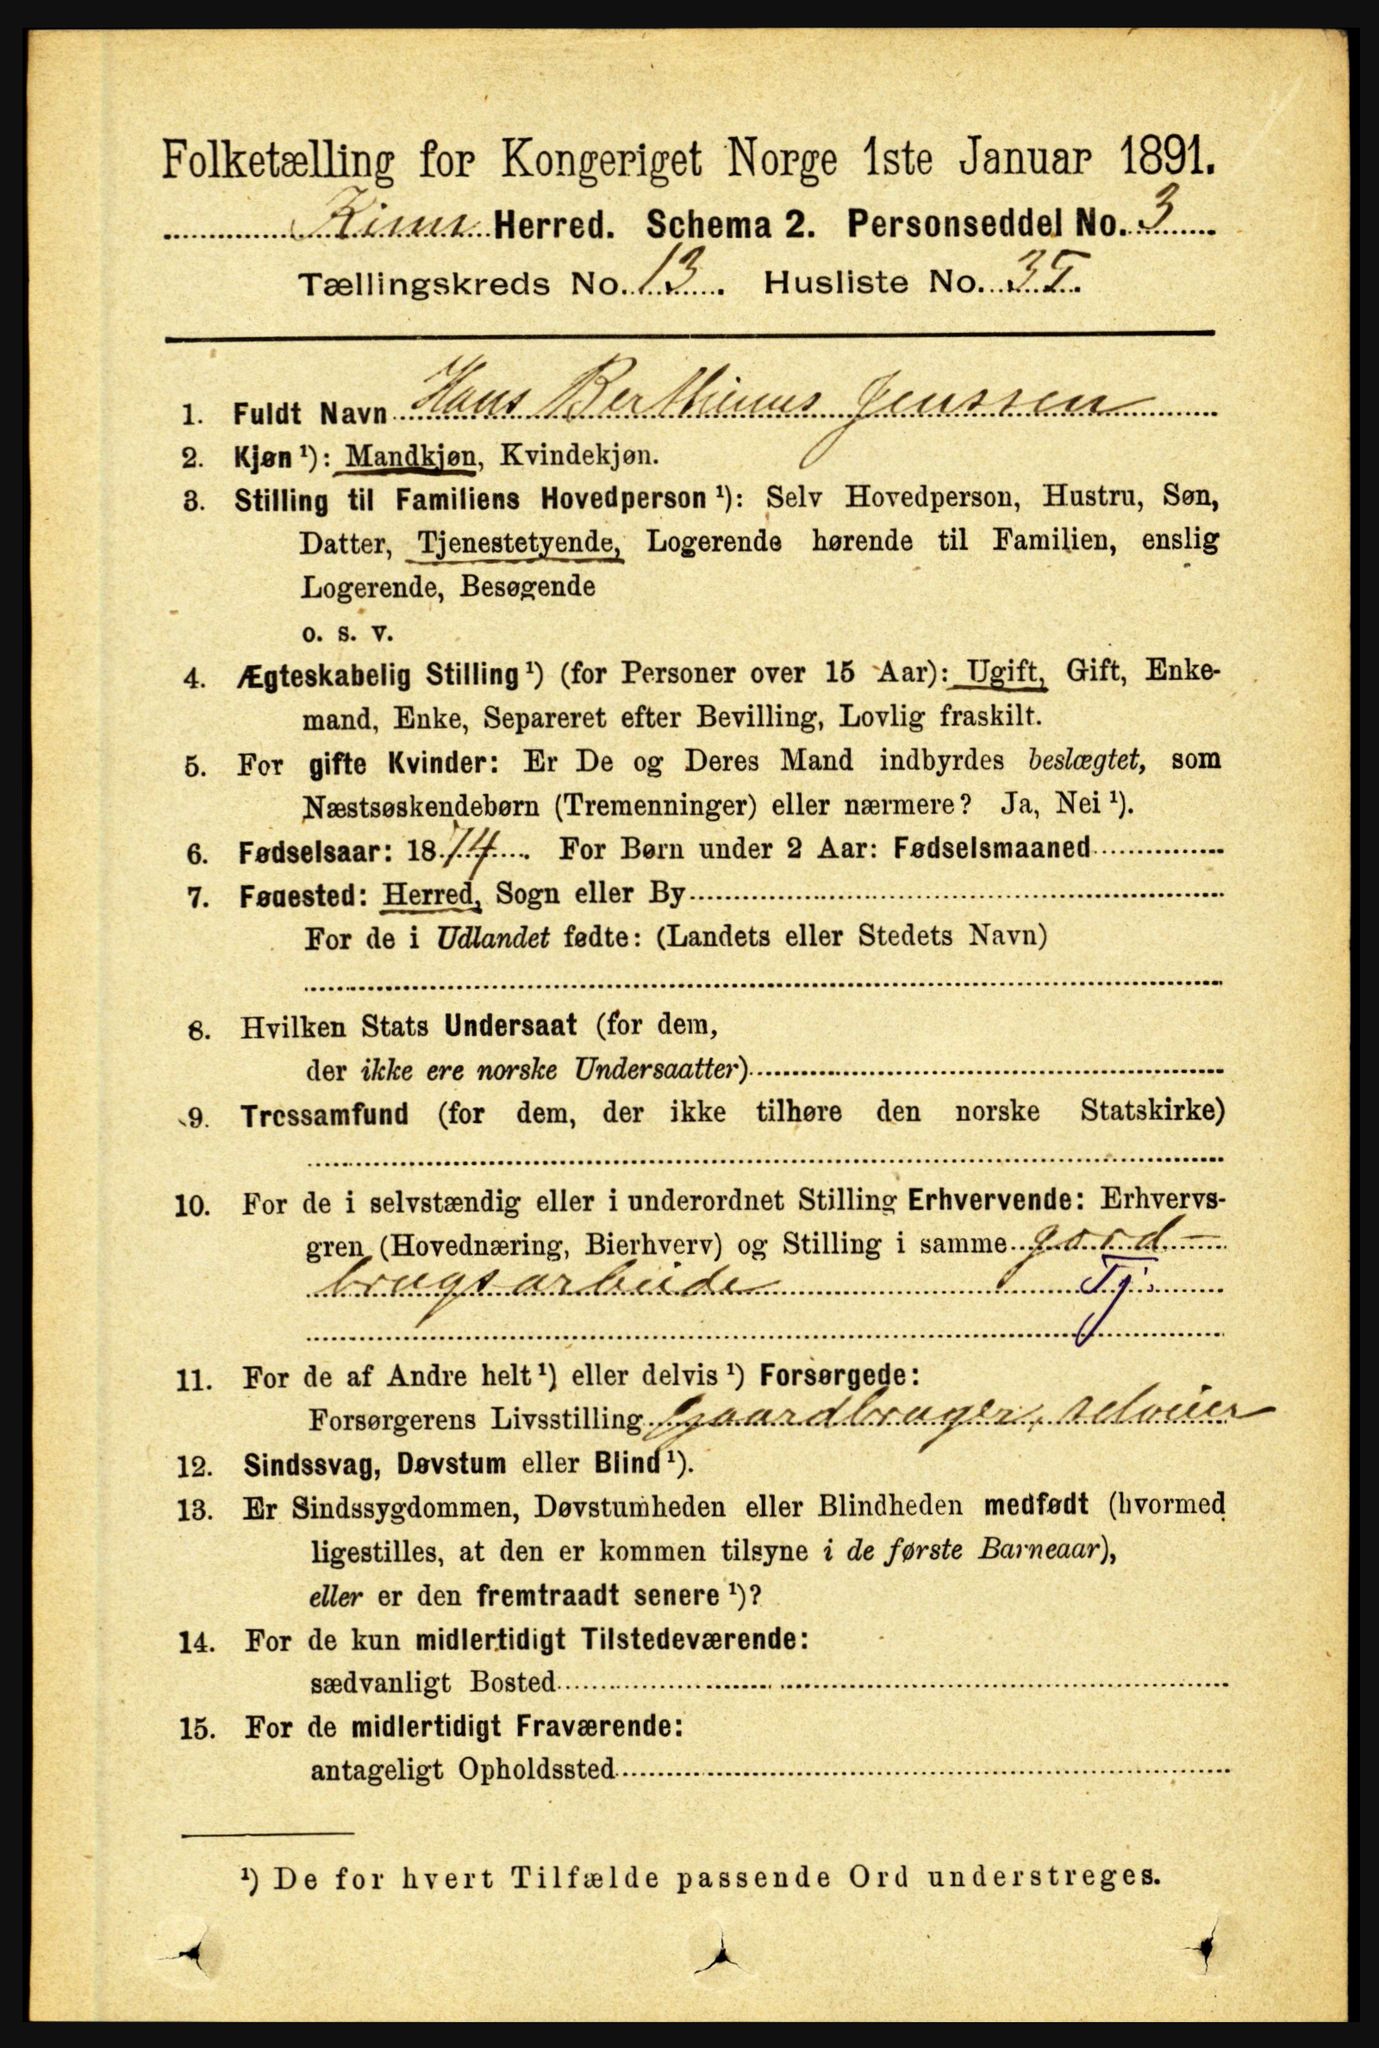 Folketælling for Kongeriget Norge 1ste Januar 1891.
Kinn Herred. Schema 2. Personseddel No. 3
Tællingskreds No. 13. Husliste No. 35.
1. Fuldt Navn Hans Berthinus Jenssen
2. Kjøn ¹): Mandkjøn, Kvindekjøn.
3. Stilling til Familiens Hovedperson ¹): Selv Hovedperson, Hustru, Søn,
Datter, Tjenestetyende, Logerende hørende til Familien, enslig
Logerende, Besøgende
o. s. v.
4. Ægteskabelig Stilling ¹) (for Personer over 15 Aar): Ugift, Gift, Enke-
mand, Enke, Separeret efter Bevilling, Lovlig fraskilt.
5. For gifte Kvinder: Er De og Deres Mand indbyrdes beslægtet, som
Næstsøskendebørn (Tremenninger) eller nærmere? Ja, Nei ¹).
6. Fødselsaar: 1874. For Børn under 2 Aar: Fødselsmaaned
7. Fødested: Herred, Sogn eller By
For de i Udlandet fødte: (Landets eller Stedets Navn)
8. Hvilken Stats Undersaat (for dem,
der ikke ere norske Undersaatter)
9. Trossamfund (for dem, der ikke tilhøre den norske Statskirke)
10. For de i selvstændig eller i underordnet Stilling Erhvervende: Erhvervs-
gren (Hovednæring, Bierhverv) og Stilling i samme gord-
brugsarbeide Tj.
11. For de af Andre helt ¹) eller delvis ¹) Forsørgede:
Forsørgerens Livsstilling Gaardbruger, selveier
12. Sindssvag, Døvstum eller Blind ¹).
13. Er Sindssygdommen, Døvstumheden eller Blindheden medfødt (hvormed
ligestilles, at den er kommen tilsyne i de første Barneaar),
eller er den fremtraadt senere ¹)?
14. For de kun midlertidigt Tilstedeværende:
sædvanligt Bosted
15. For de midlertidigt Fraværende:
antageligt Opholdssted
¹) De for hvert Tilfælde passende Ord understreges.